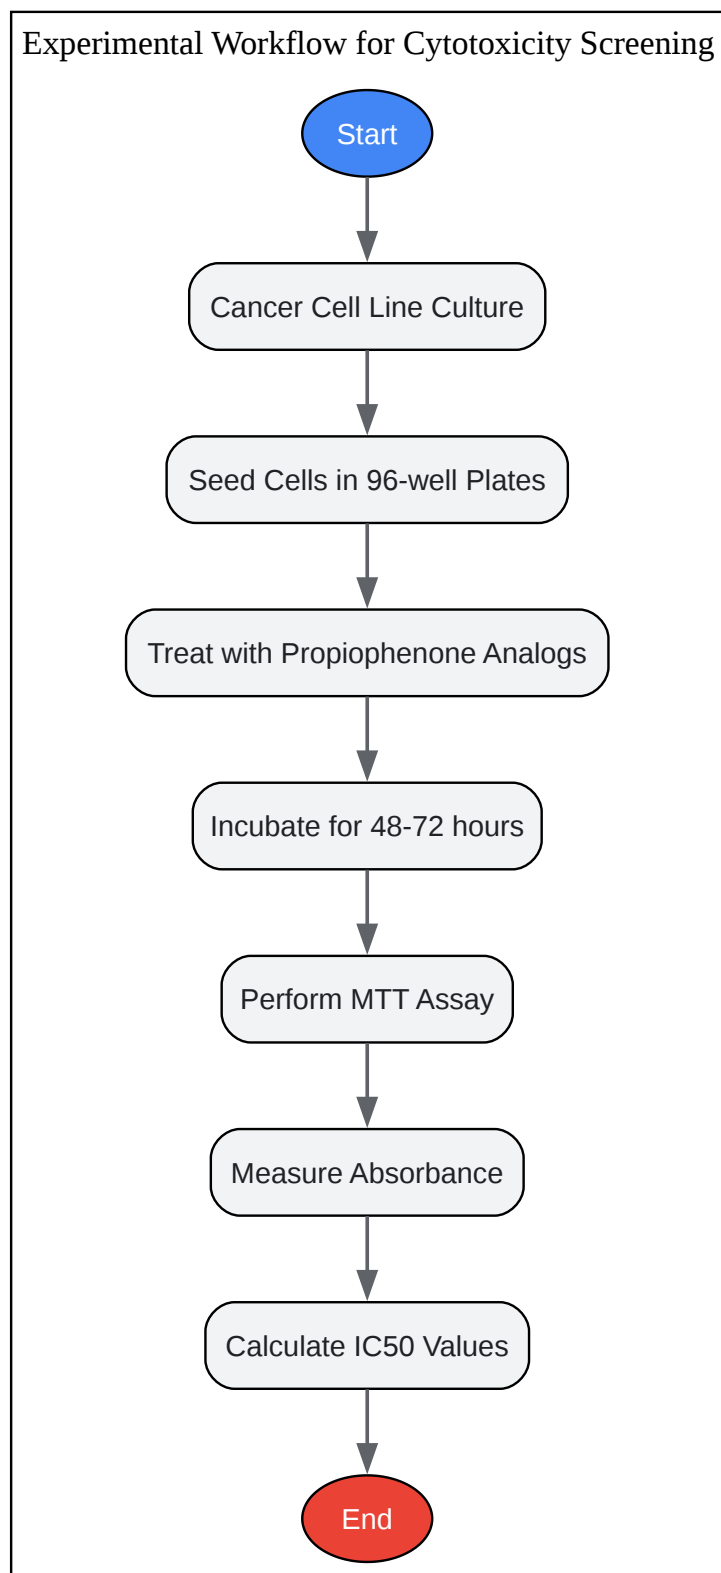 Experimental Workflow for Cytotoxicity Screening
Start
Cancer Cell Line Culture
Seed Cells in 96-well Plates
Treat with Propiophenone Analogs
Incubate for 48-72 hours
Perform MTT Assay
Measure Absorbance
Calculate IC50 Values
End